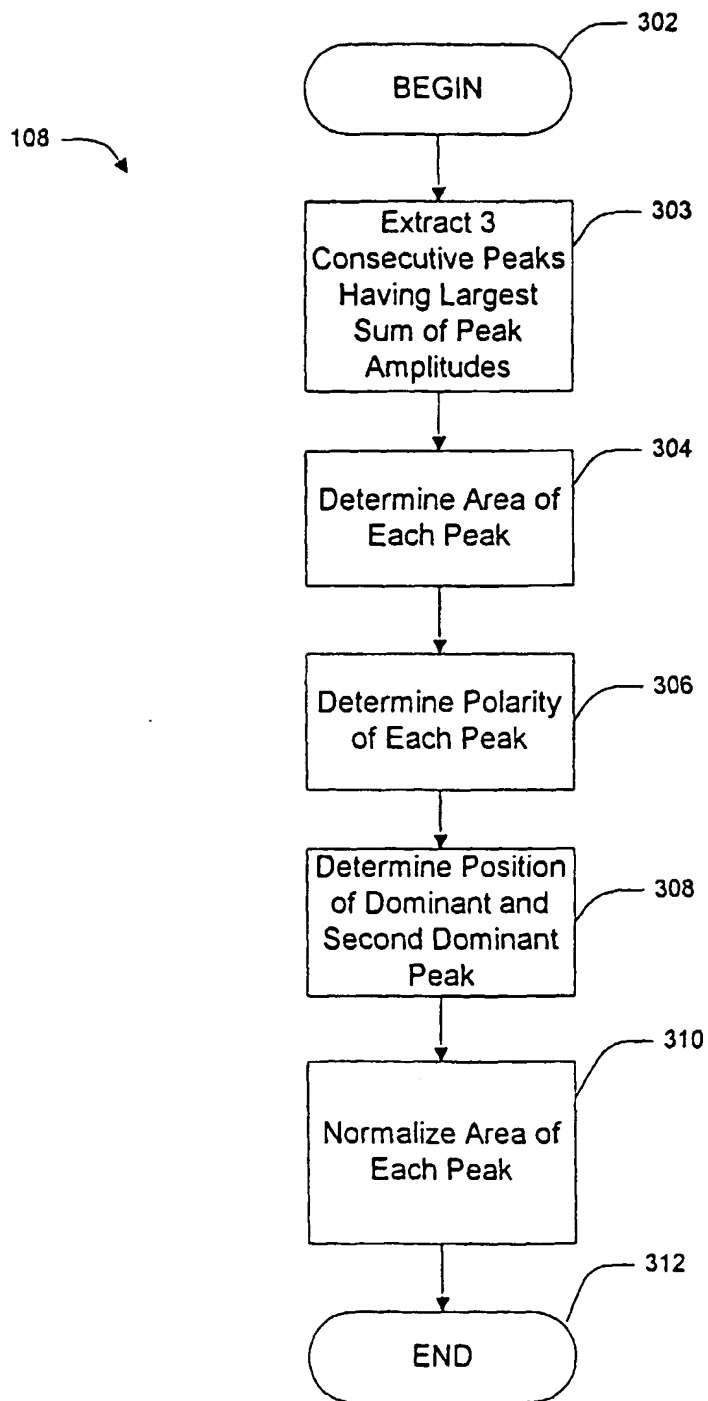 302
BEGIN
108
303
Extract 3
Consecutive Peaks
Having Largest
Sum of Peak
Amplitudes
304
Determine Area of
Each Peak
306
Determine Polarity
of Each Peak
308
Determine Position
of Dominant and
Second Dominant
Peak
310
Normalize Area of
Each Peak
312
END